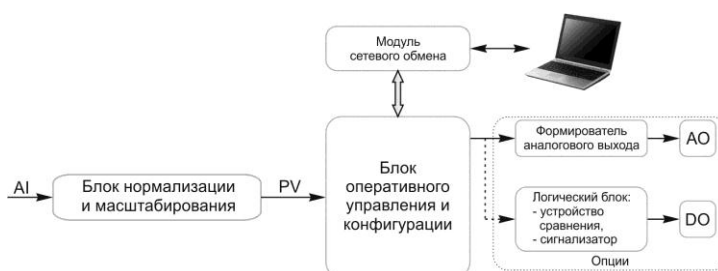 Модуль
сетевого обмена
Формирователь
аналогового выхода
AO
Блок
оперативного
управления и
конфигурации
AI
Блок нормализации
и масштабирования
PV
Логический блок:
- устройство
сравнения,
- сигнализатор
DO
Опции